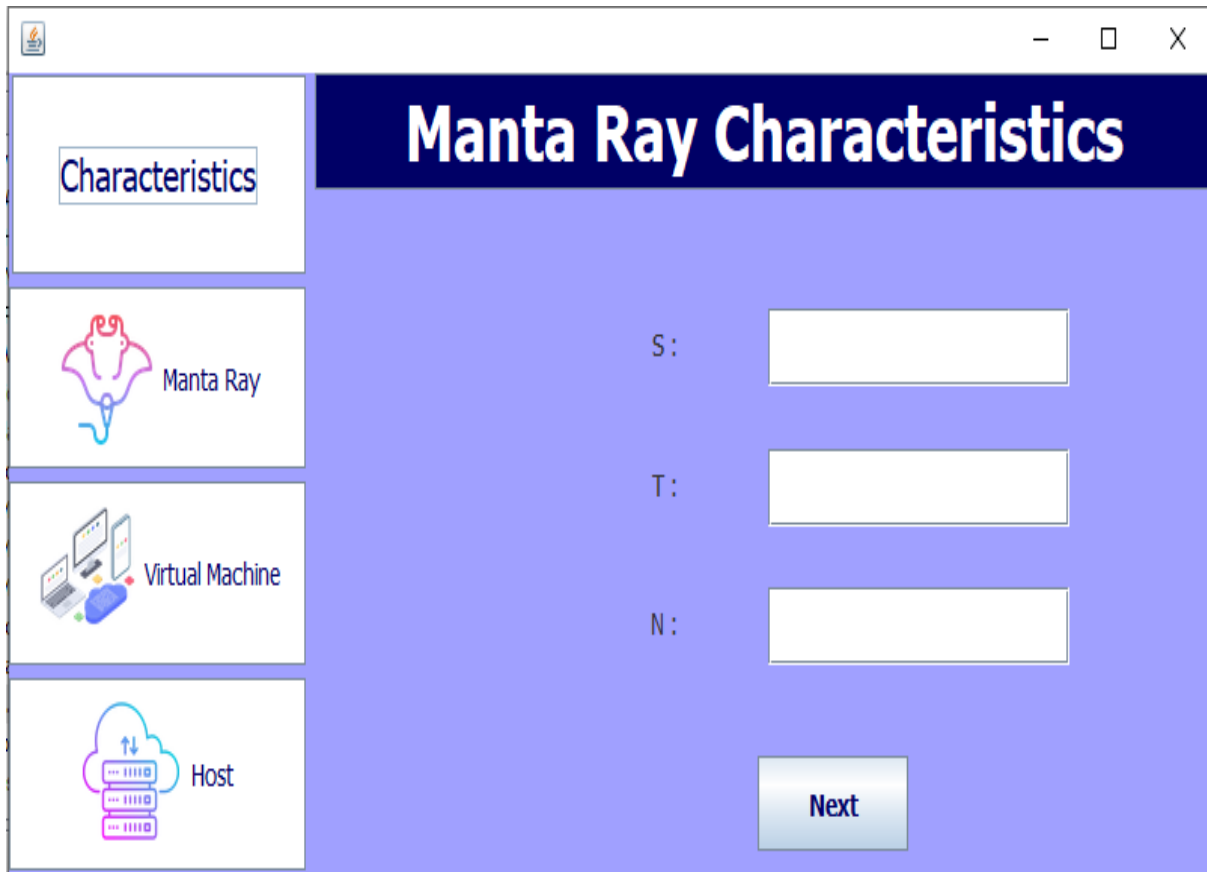 Characteristics
Manta Ray
Virtual Machine
Host
Manta Ray Characteristics
S :
T :
N :
Next